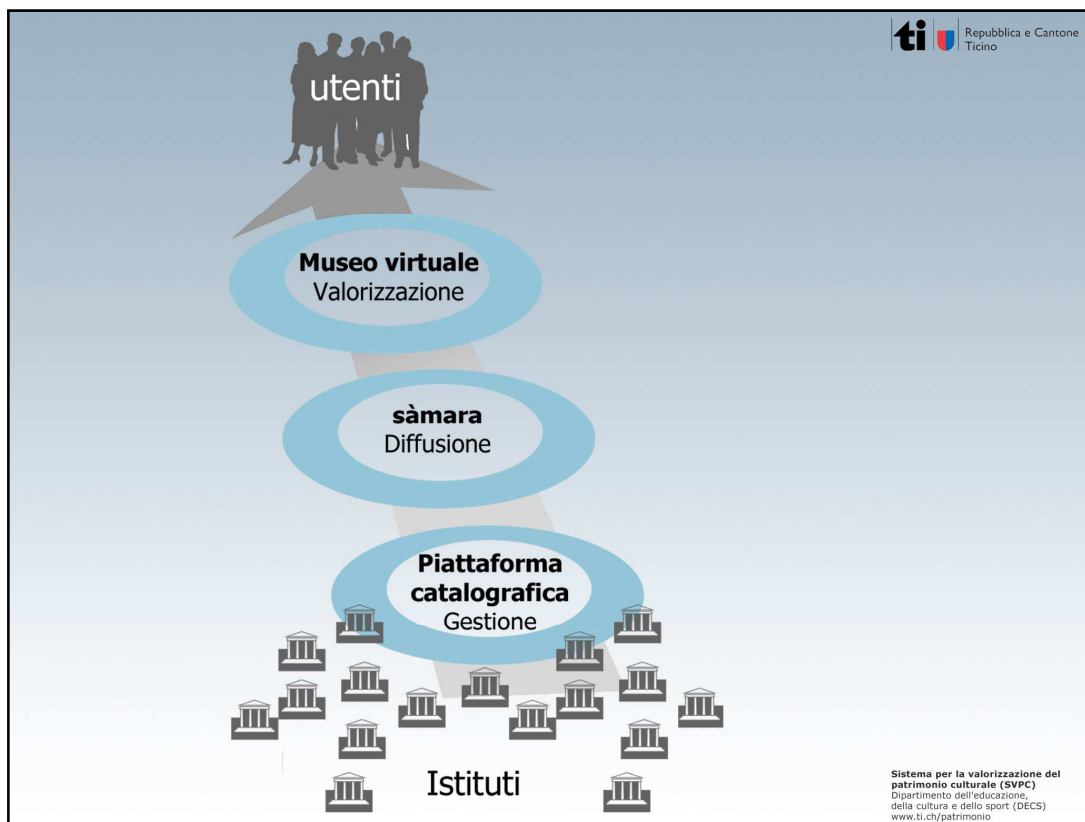 utenti
ti
Repubblica e Cantone
Ticino
Museo virtuale
Valorizzazione
sàmara
Diffusione
Piattaforma
catalografica
Gestione
Istituti
Sistema per la valorizzazione del
patrimonio culturale (SVPC)
Dipartimento dell'educazione,
della cultura e dello sport (DECS)
www.ti.ch/patrimonio